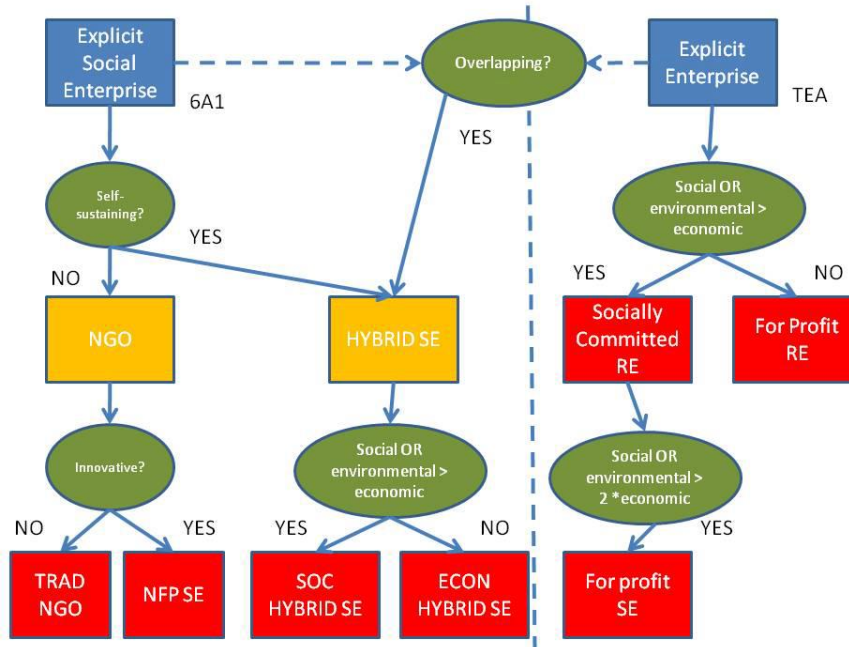 Explicit
Social
Enterprise
6A1
Overlapping?
Explicit
Enterprise
TEA
YES
Self-
sustaining?
YES
NO
Social OR
environmental >
economic
YES
NO
NGO
HYBRID SE
Socially
Committed
RE
For Profit
RE
Innovative?
Social OR
environmental >
economic
Social OR
environmental >
2 * economic
NO
YES
YES
NO
YES
TRAD
NGO
NFP SE
SOC
HYBRID SE
ECON
HYBRID SE
For profit
SE